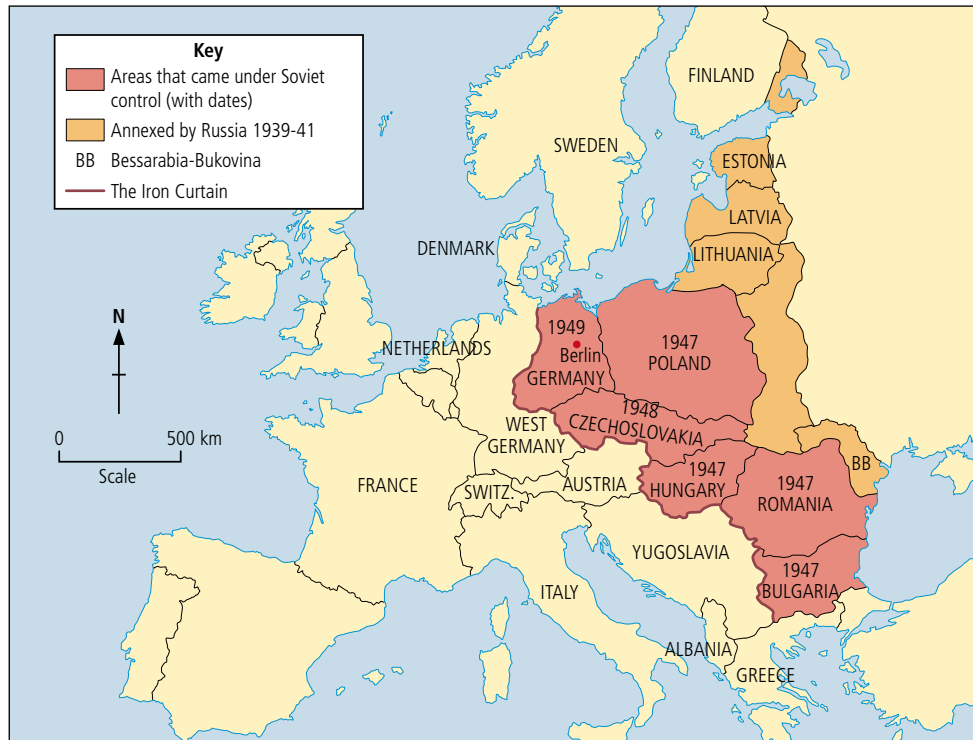 Key
Areas that came under Soviet
control (with dates)
Annexed by Russia 1939-41
BB Bessarabia-Bukovina
The Iron Curtain
FINLAND
SWEDEN
ESTONIA
LATVIA
DENMARK
LITHUANIA
N
NETHERLANDS
1949
Berlin
GERMANY
1947
POLAND
1948
CZECHOSLOVAKIA
WEST
GERMANY
0 500 km
Scale
FRANCE
SWITZ.
AUSTRIA
1947
HUNGARY
BB
1947
ROMANIA
YUGOSLAVIA
1947
BULGARIA
ITALY
ALBANIA
GREECE